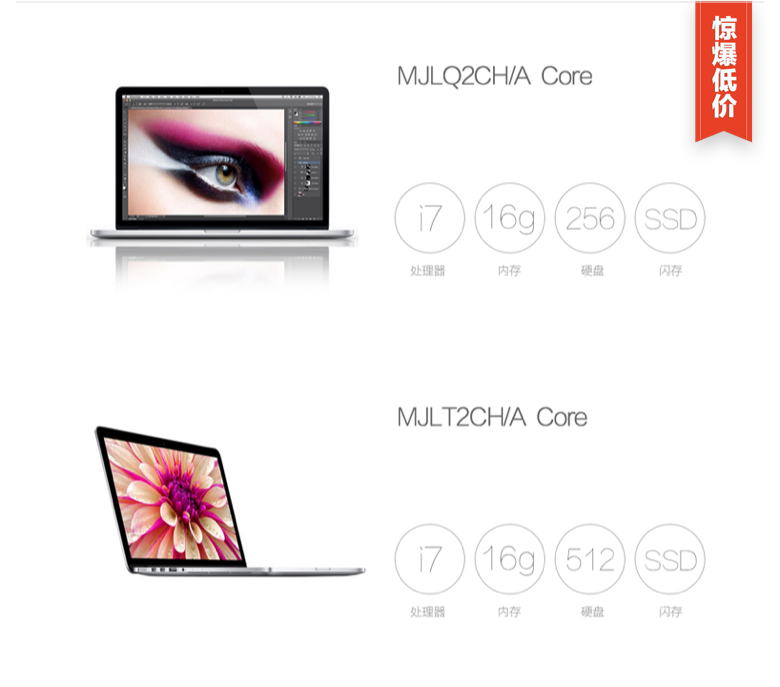 惊爆低价
MJLQ2CH/A Core
i7 16g 256 SSD
处理器 内存 硬盘 闪存
MJLT2CH/A Core
i7 16g 512 SSD
处理器 内存 硬盘 闪存